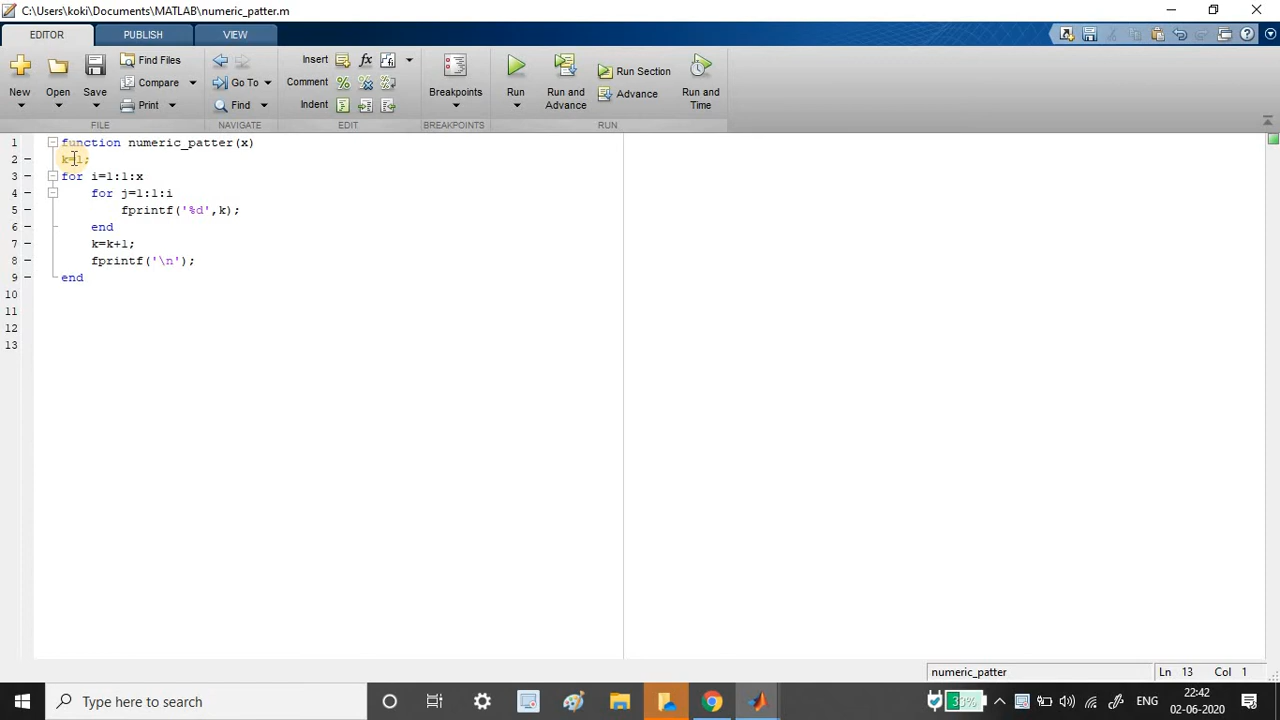 C:\Users\koki\Documents\MATLAB\numeric_patter.m
EDITOR
PUBLISH
VIEW
New
Open
Save
Find Files
Compare
Print
FILE
Go To
Find
NAVIGATE
Insert
fx
Comment
Indent
EDIT
Breakpoints
BREAKPOINTS
Run
Run and
Advance
Run Section
Advance
Run and
Time
RUN
1 function numeric_patter(x)
2 k=1;
3 for i=1:1:x
4 for j=1:1:i
5 fprintf('%d',k);
6 end
7 k=k+1;
8 fprintf('\n');
9 end
10
11
12
13
numeric_patter
Ln 13 Col 1
Type here to search
33%
ENG
22:42
02-06-2020